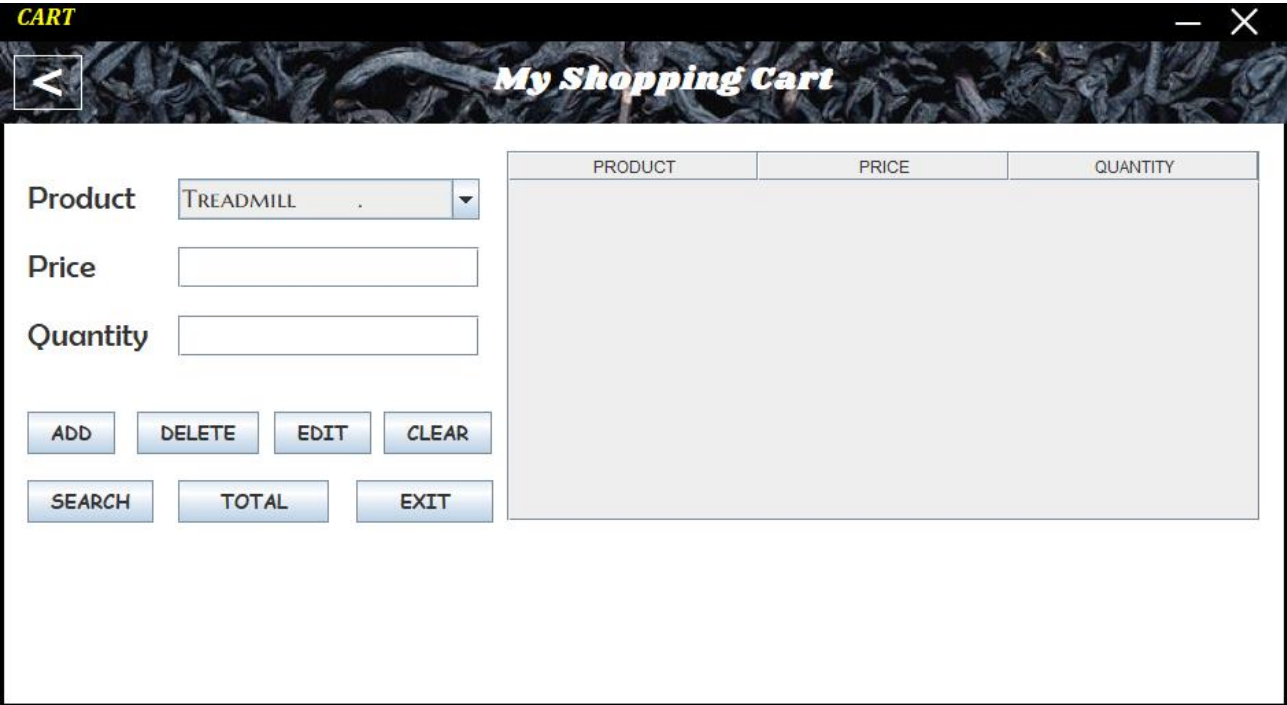 CART
<
My Shopping Cart
PRODUCT PRICE QUANTITY
Product TREADMILL .
Price
Quantity
ADD DELETE EDIT CLEAR
SEARCH TOTAL EXIT